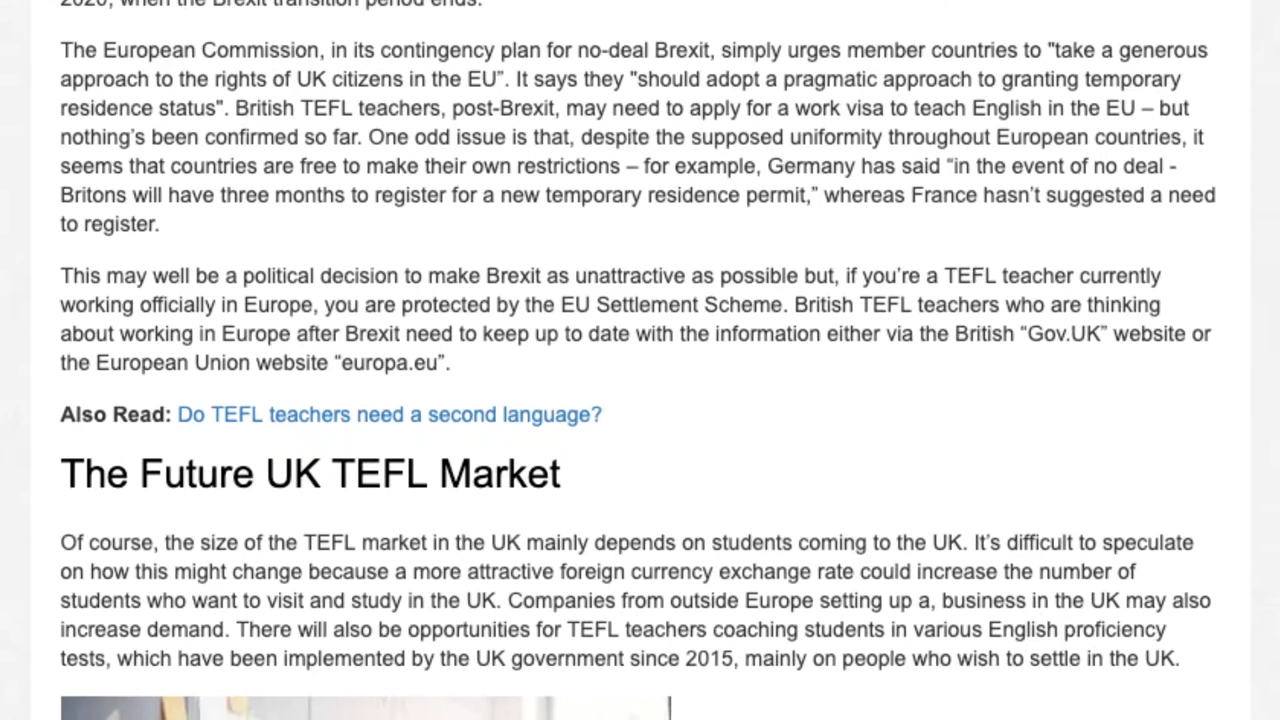 2020, when the Brexit transition period ends.
The European Commission, in its contingency plan for no-deal Brexit, simply urges member countries to "take a generous
approach to the rights of UK citizens in the EU”. It says they "should adopt a pragmatic approach to granting temporary
residence status". British TEFL teachers, post-Brexit, may need to apply for a work visa to teach English in the EU – but
nothing’s been confirmed so far. One odd issue is that, despite the supposed uniformity throughout European countries, it
seems that countries are free to make their own restrictions – for example, Germany has said “in the event of no deal -
Britons will have three months to register for a new temporary residence permit,” whereas France hasn’t suggested a need
to register.
This may well be a political decision to make Brexit as unattractive as possible but, if you’re a TEFL teacher currently
working officially in Europe, you are protected by the EU Settlement Scheme. British TEFL teachers who are thinking
about working in Europe after Brexit need to keep up to date with the information either via the British “Gov.UK” website or
the European Union website “europa.eu”.
Also Read: Do TEFL teachers need a second language?
The Future UK TEFL Market
Of course, the size of the TEFL market in the UK mainly depends on students coming to the UK. It’s difficult to speculate
on how this might change because a more attractive foreign currency exchange rate could increase the number of
students who want to visit and study in the UK. Companies from outside Europe setting up a, business in the UK may also
increase demand. There will also be opportunities for TEFL teachers coaching students in various English proficiency
tests, which have been implemented by the UK government since 2015, mainly on people who wish to settle in the UK.